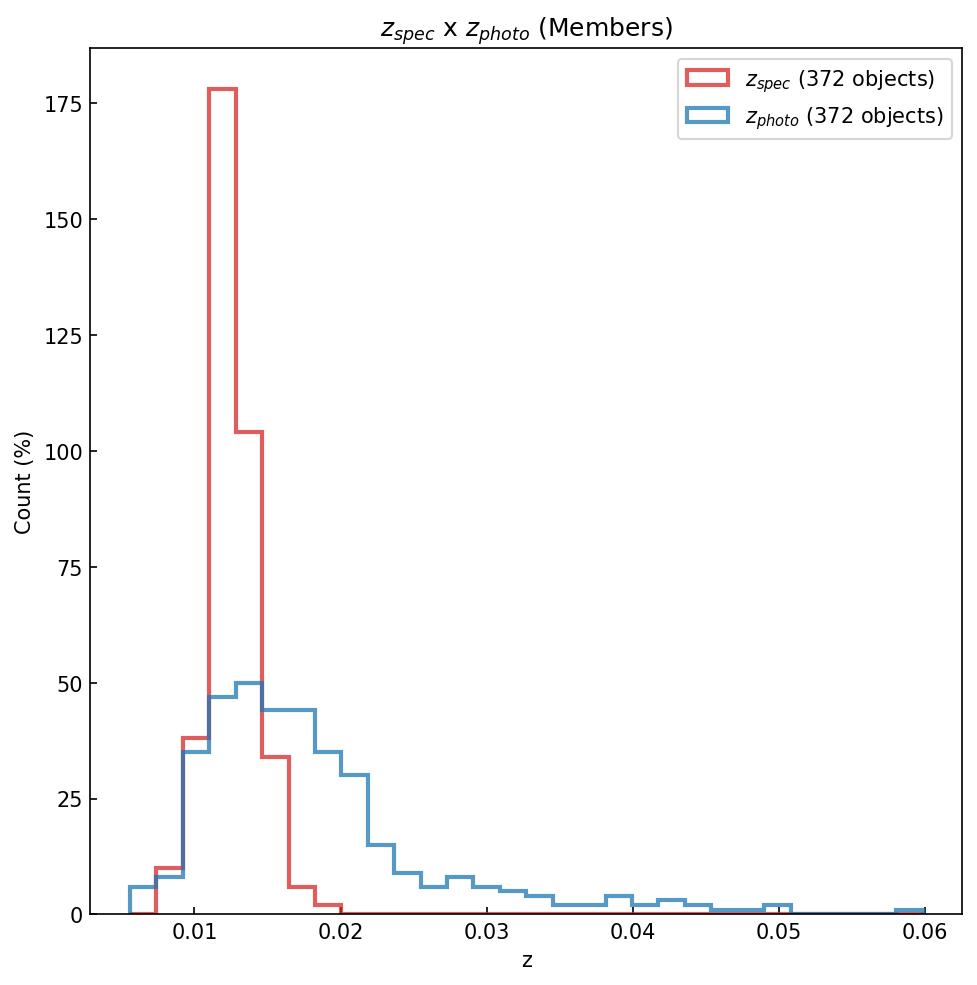 z_spec x z_photo (Members)
z_spec (372 objects)
z_photo (372 objects)
Count (%)
175
150
125
100
75
50
25
0
0.01 0.02 0.03 0.04 0.05 0.06
z